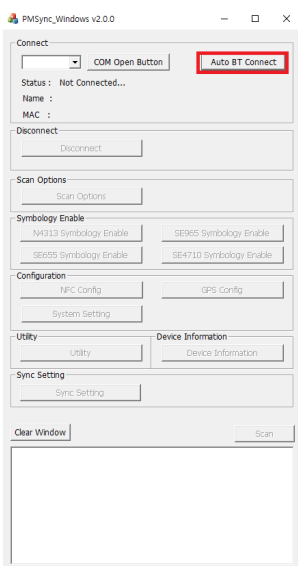 PMSync_Windows v2.0.0
Connect
COM Open Button
Auto BT Connect
Status : Not Connected...
Name :
MAC :
Disconnect
Disconnect
Scan Options
Scan Options
Symbology Enable
N4313 Symbology Enable
SE965 Symbology Enable
SE655 Symbology Enable
SE4710 Symbology Enable
Configuration
NFC Config
GPS Config
System Setting
Utility
Device Information
Utility
Device Information
Sync Setting
Sync Setting
Clear Window
Scan